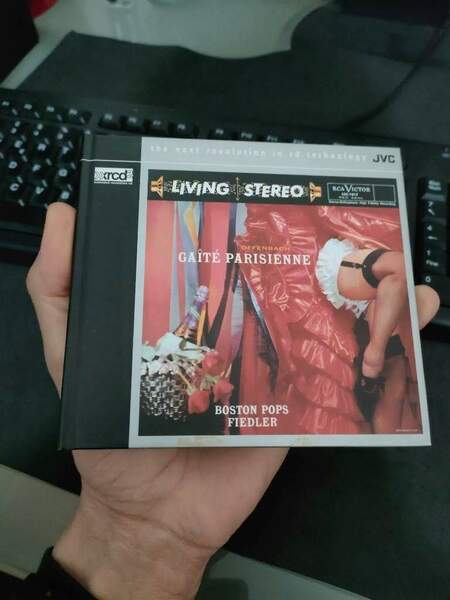 xrcd
the next revolution in cd technology
JVC
LIVING STEREO
RCA VICTOR
OFFENBACH
GAÎTÉ PARISIENNE
BOSTON POPS
FIEDLER